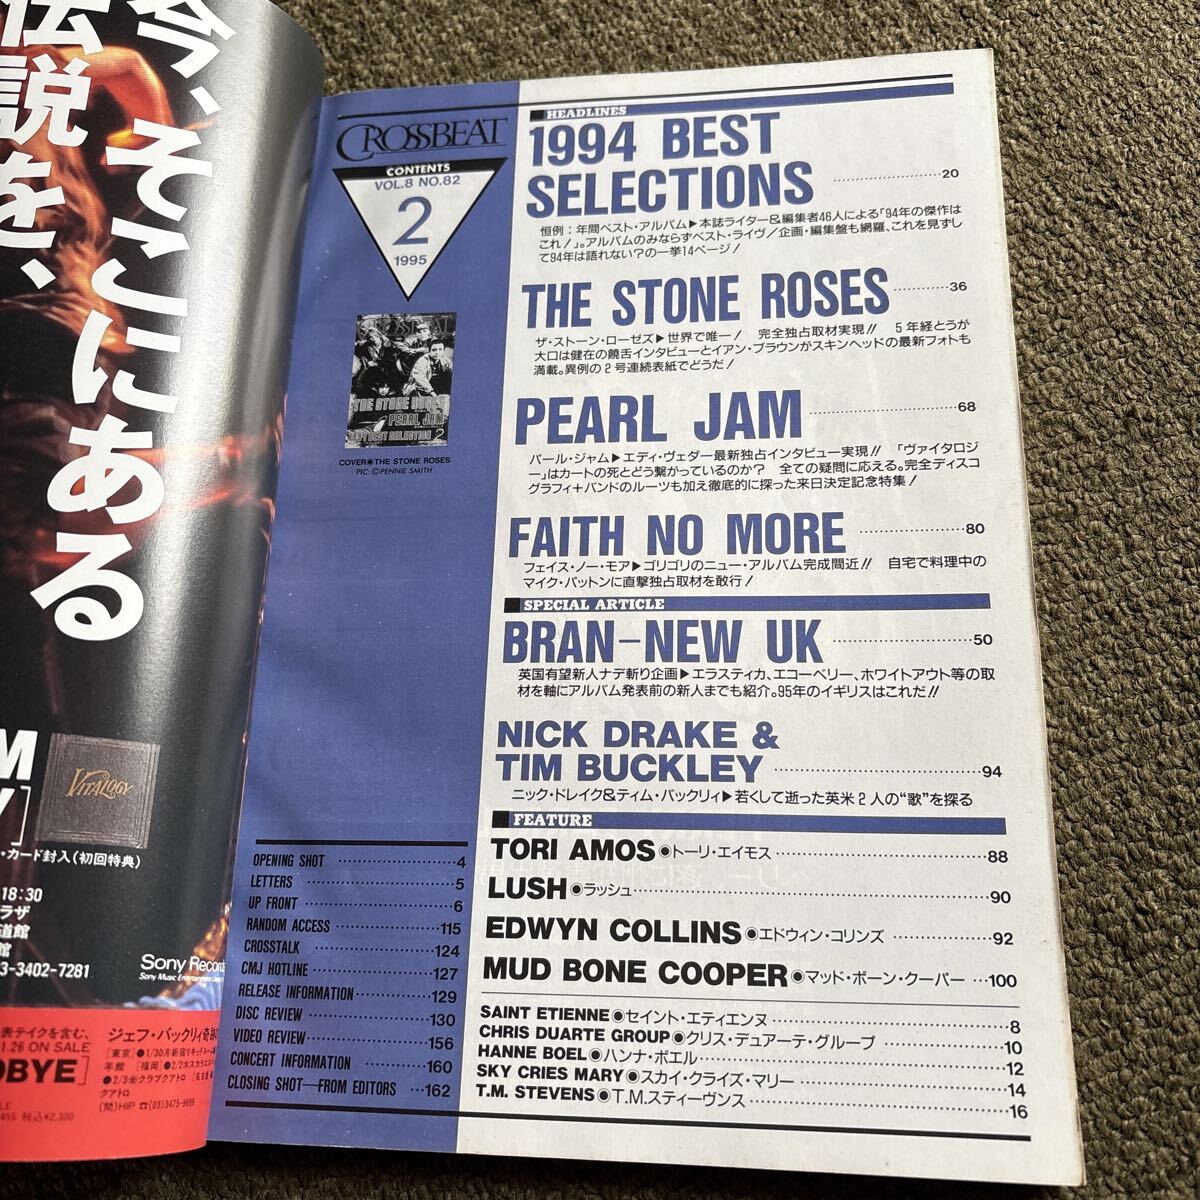 今、そこにある
伝説を、
VITALOGY
・カード封入(初回特典)
18:30
ラザ
道館
館
3-3402-7281
Sony Records
表テイクを含む、
1.26 ON SALE
DBYE]
税込¥2,300
ジェフ・バックリィ奇跡の
[東京]●1/30月新宿リキッドルーム
CROSSBEAT
CONTENTS
VOL.8 NO.82
2
1995
CROSSBEAT
THE STONE ROSES
PEARL JAM
COVER◉THE STONE ROSES
PIC ©PENNIE SMITH
OPENING SHOT 4
LETTERS 5
UP FRONT 6
RANDOM ACCESS 115
CROSSTALK 124
CMJ HOTLINE 127
RELEASE INFORMATION 129
DISC REVIEW 130
VIDEO REVIEW 156
CONCERT INFORMATION 160
CLOSING SHOT—FROM EDITORS 162
HEADLINES
1994 BEST
SELECTIONS 20
恒例：年間ベスト・アルバム▶本誌ライター&編集者46人による「94年の傑作は
これ!」。アルバムのみならずベスト・ライヴ／企画・編集盤も網羅、これを見ずし
て94年は語れない?の一挙14ページ!
THE STONE ROSES 36
ザ・ストーン・ローゼズ▶世界で唯一! 完全独占取材実現!! 5年経とうが
大口は健在の饒舌インタビューとイアン・ブラウンがスキンヘッドの最新フォトも
満載。異例の2号連続表紙でどうだ!
PEARL JAM 68
パール・ジャム▶エディ・ヴェダー最新独占インタビュー実現!! 「ヴァイタロジ
ー」はカートの死とどう繋がっているのか? 全ての疑問に応える。完全ディスコ
グラフィ+バンドのルーツも加え徹底的に探った来日決定記念特集!
FAITH NO MORE 80
フェイス・ノー・モア▶ゴリゴリのニュー・アルバム完成間近!! 自宅で料理中の
マイク・パットンに直撃独占取材を敢行!
SPECIAL ARTICLE
BRAN-NEW UK 50
英国有望新人ナデ斬り企画▶エラスティカ、エコーベリー、ホワイトアウト等の取
材を軸にアルバム発表前の新人までも紹介。95年のイギリスはこれだ!!
NICK DRAKE &
TIM BUCKLEY 94
ニック・ドレイク&ティム・バックリィ▶若くして逝った英米2人の“歌”を探る
FEATURE
TORI AMOS◉トーリ・エイモス 88
LUSH◉ラッシュ 90
EDWYN COLLINS◉エドウィン・コリンズ 92
MUD BONE COOPER◉マッド・ボーン・クーパー 100
SAINT ETIENNE◉セイント・エティエンヌ 8
CHRIS DUARTE GROUP◉クリス・デュアーテ・グループ 10
HANNE BOEL◉ハンナ・ボエル 12
SKY CRIES MARY◉スカイ・クライズ・マリー 14
T.M. STEVENS◉T.M.スティーヴンス 16